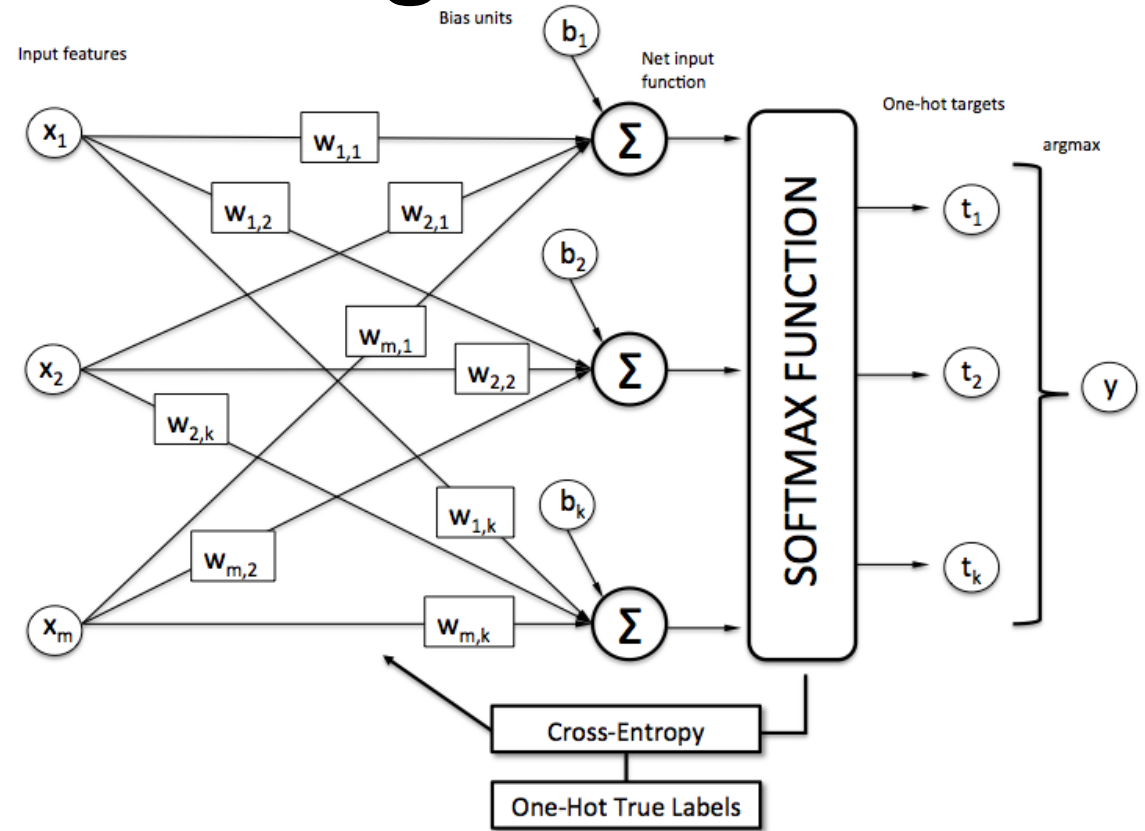 Bias units
b1
Input features
Net input
function
One-hot targets
argmax
x1
w1,1
Σ
w1,2
w2,1
t1
b2
wm,1
x2
w2,2
Σ
t2
y
w2,k
SOFTMAX FUNCTION
bk
w1,k
wm,2
tk
xm
wm,k
Σ
Cross-Entropy
One-Hot True Labels